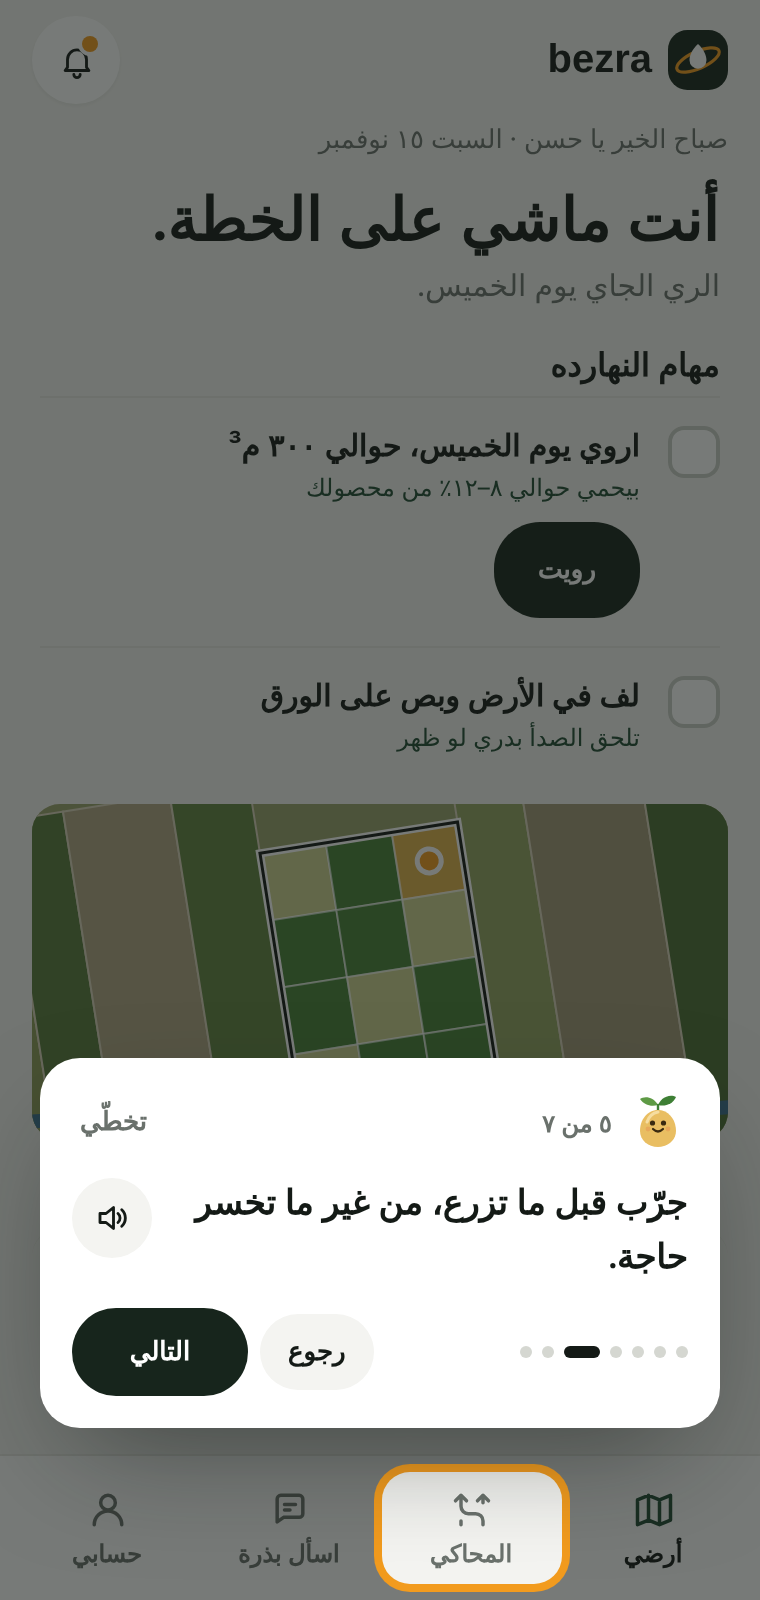 bezra
صباح الخير يا حسن · السبت ١٥ نوفمبر
أنت ماشي على الخطة.
الري الجاي يوم الخميس.
مهام النهارده
اروي يوم الخميس، حوالي ٣٠٠ م³
بيحمي حوالي ٨–١٢٪ من محصولك
رويت
لف في الأرض وبص على الورق
تلحق الصدأ بدري لو ظهر
٥ من ٧
تخطّي
جرّب قبل ما تزرع، من غير ما تخسر
حاجة.
رجوع
التالي
أرضي
المحاكي
اسأل بذرة
حسابي